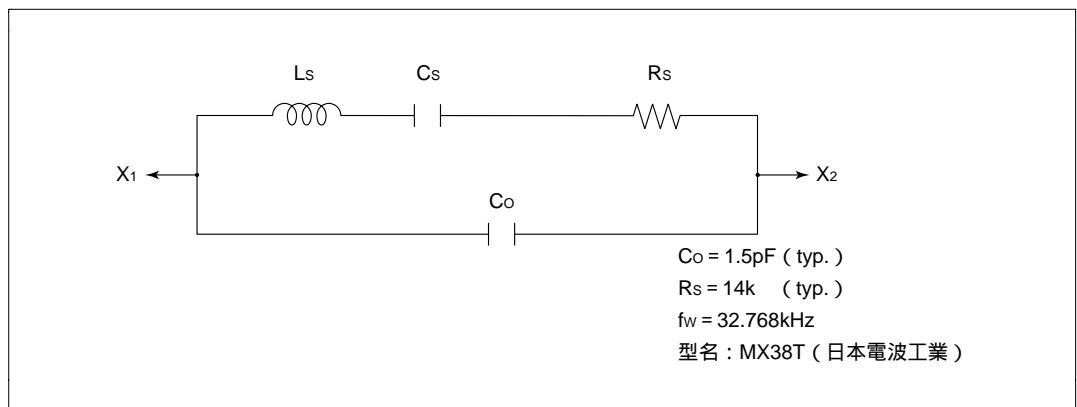 Ls Cs Rs
X1 X2
Co
Co = 1.5pF ( typ. )
Rs = 14k ( typ. )
fw = 32.768kHz
型名：MX38T ( 日本電波工業 )